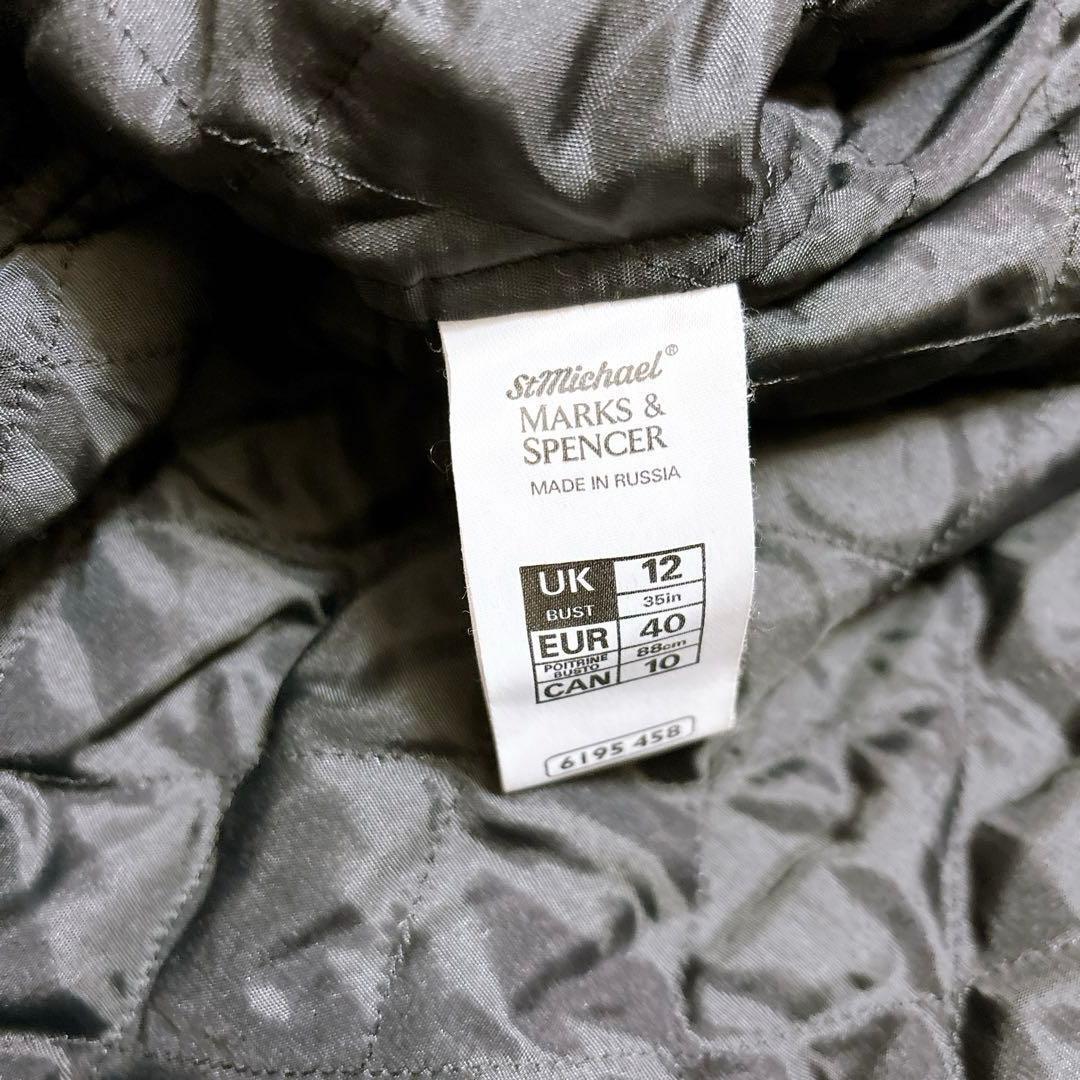 StMichael®
MARKS &
SPENCER
MADE IN RUSSIA
UK 12
BUST 35in
EUR 40
POITRINE 88cm
BUSTO
CAN 10
6195 458